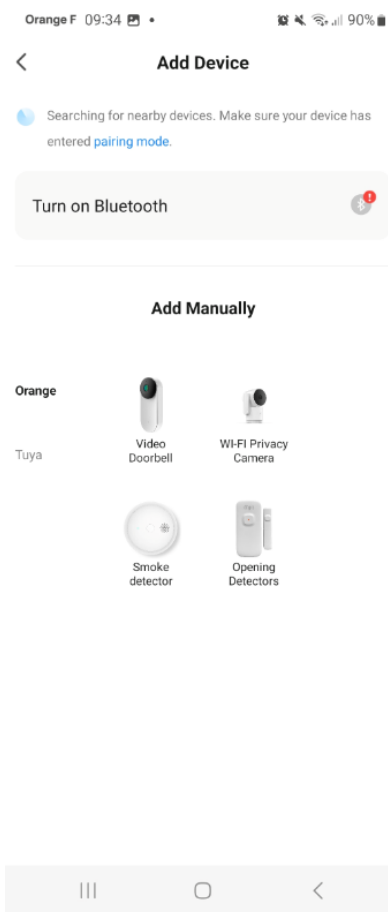 Orange F 09:34 90%
Add Device
Searching for nearby devices. Make sure your device has
entered pairing mode.
Turn on Bluetooth
Add Manually
Orange
Video
Doorbell
WI-FI Privacy
Camera
Tuya
Smoke
detector
Opening
Detectors